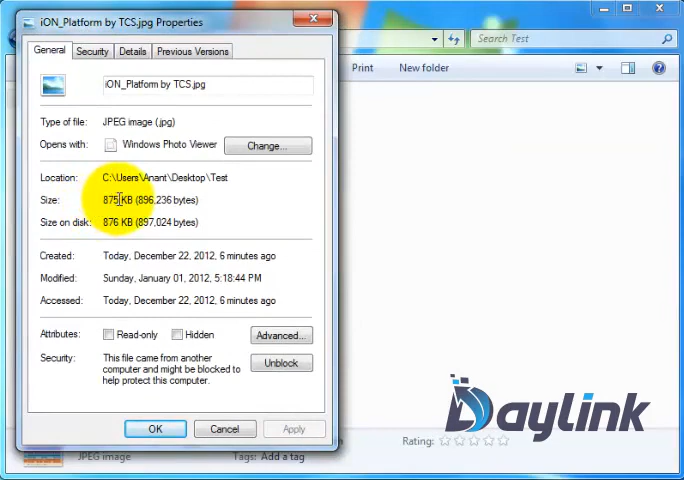 iON_Platform by TCS.jpg Properties
Search Test
General Security Details Previous Versions
Print New folder
iON_Platform by TCS.jpg
Type of file: JPEG image (.jpg)
Opens with: Windows Photo Viewer Change...
Location: C:\Users\Anant\Desktop\Test
Size: 875 KB (896,236 bytes)
Size on disk: 876 KB (897,024 bytes)
Created: Today, December 22, 2012, 6 minutes ago
Modified: Sunday, January 01, 2012, 5:18:44 PM
Accessed: Today, December 22, 2012, 6 minutes ago
Attributes: Read-only Hidden Advanced...
Security: This file came from another
computer and might be blocked to
help protect this computer.
Unblock
Daylink
OK Cancel Apply
Rating:
JPEG image Tags: Add a tag